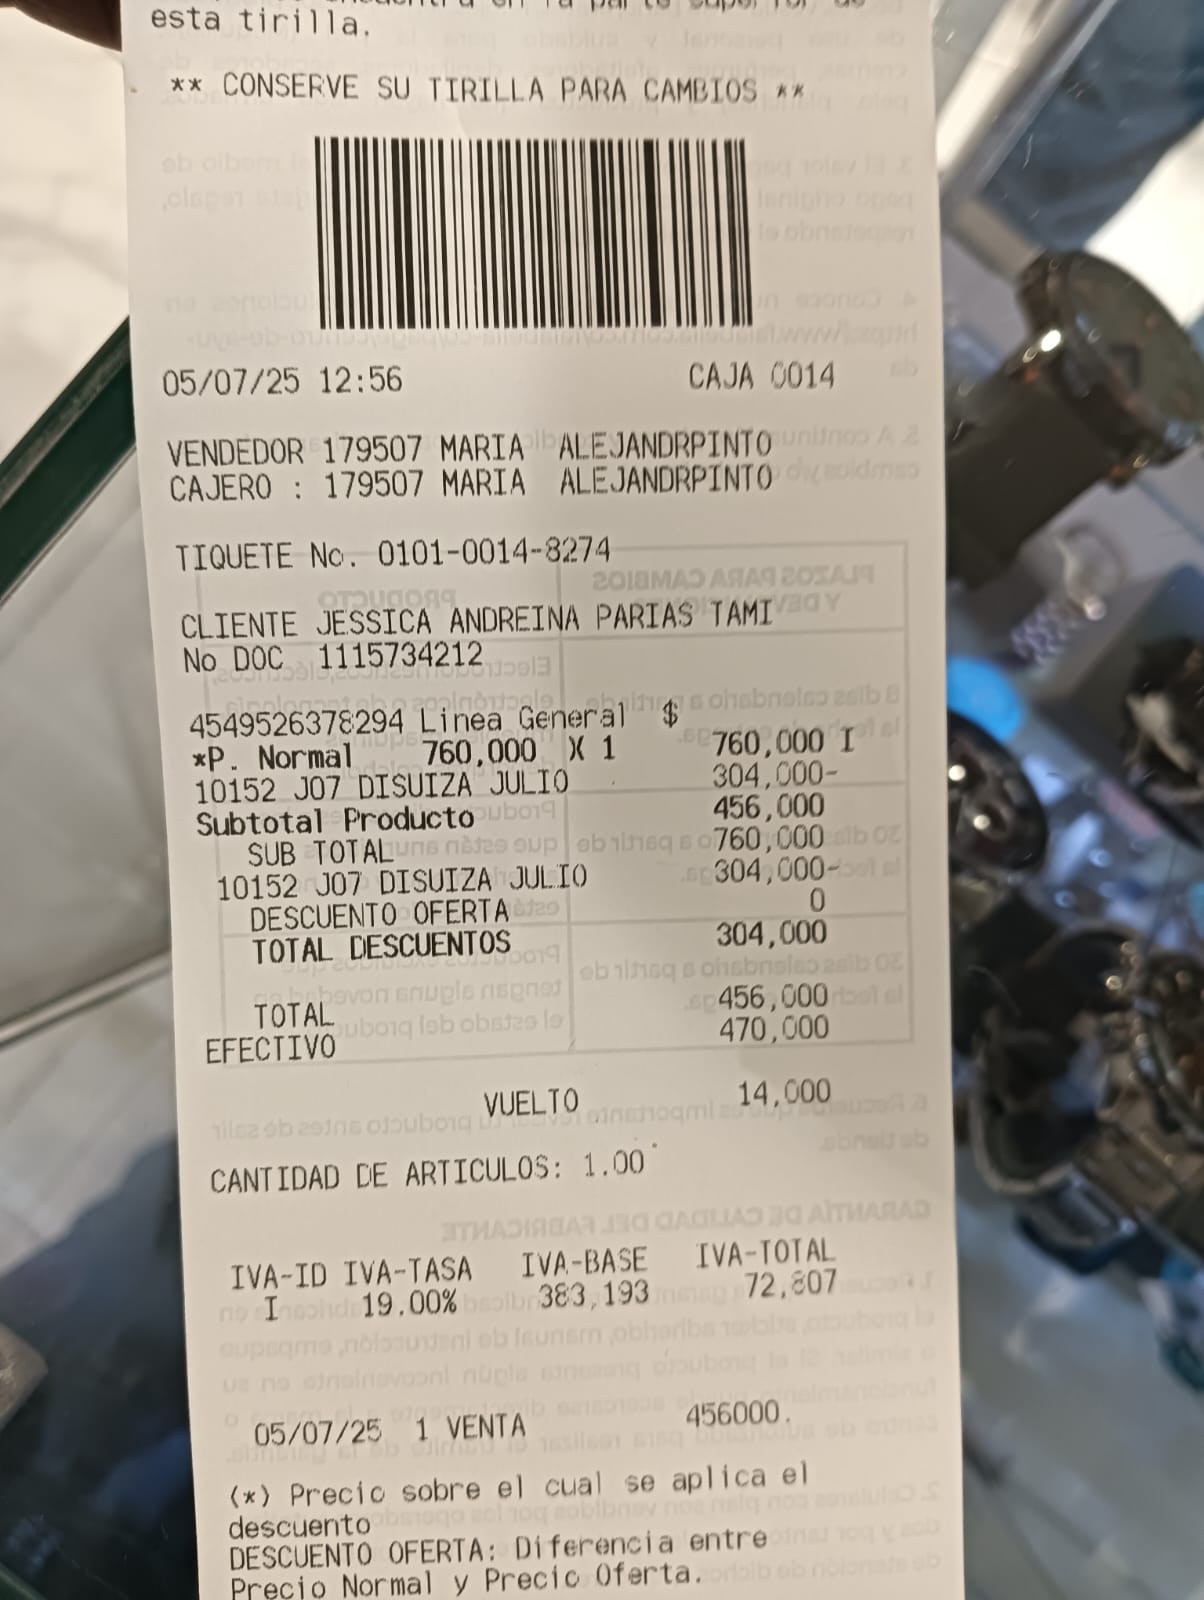 esta tirilla.
** CONSERVE SU TIRILLA PARA CAMBIOS **
05/07/25 12:56 CAJA 0014
VENDEDOR 179507 MARIA ALEJANDRPINTO
CAJERO : 179507 MARIA ALEJANDRPINTO
TIQUETE No. 0101-0014-8274
CLIENTE JESSICA ANDREINA PARIAS TAMI
No DOC 1115734212
4549526378294 Linea General $
*P. Normal 760,000 X 1 760,000 I
10152 J07 DISUIZA JULIO 304,000-
Subtotal Producto 456,000
SUB TOTAL 760,000
10152 J07 DISUIZA JULIO 304,000-
DESCUENTO OFERTA 0
TOTAL DESCUENTOS 304,000
TOTAL 456,000
EFECTIVO 470,000
VUELTO 14,000
CANTIDAD DE ARTICULOS: 1.00
IVA-ID IVA-TASA IVA-BASE IVA-TOTAL
I 19.00% 383,193 72,807
05/07/25 1 VENTA 456000.
(*) Precio sobre el cual se aplica el
descuento
DESCUENTO OFERTA: Diferencia entre
Precio Normal y Precio Oferta.